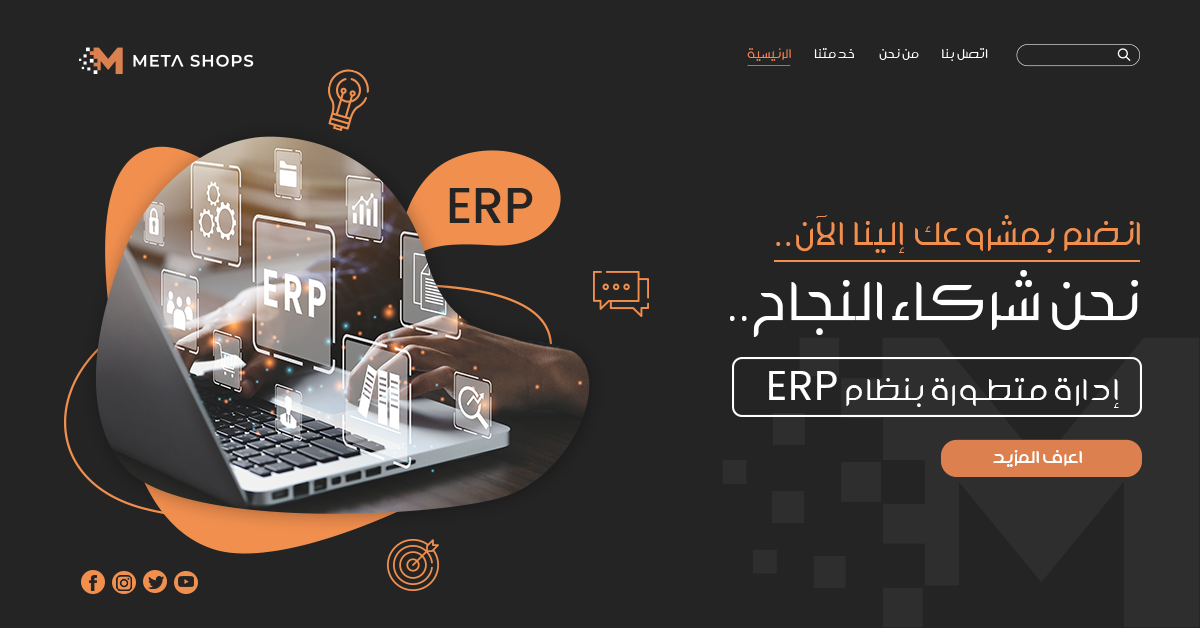 META SHOPS
الرئيسية
خدمتنا
من نحن
اتصل بنا
ERP
ERP
انضم بمشروعك إلينا الآن..
نحن شركاء النجاح..
إدارة متطورة بنظام ERP
اعرف المزيد